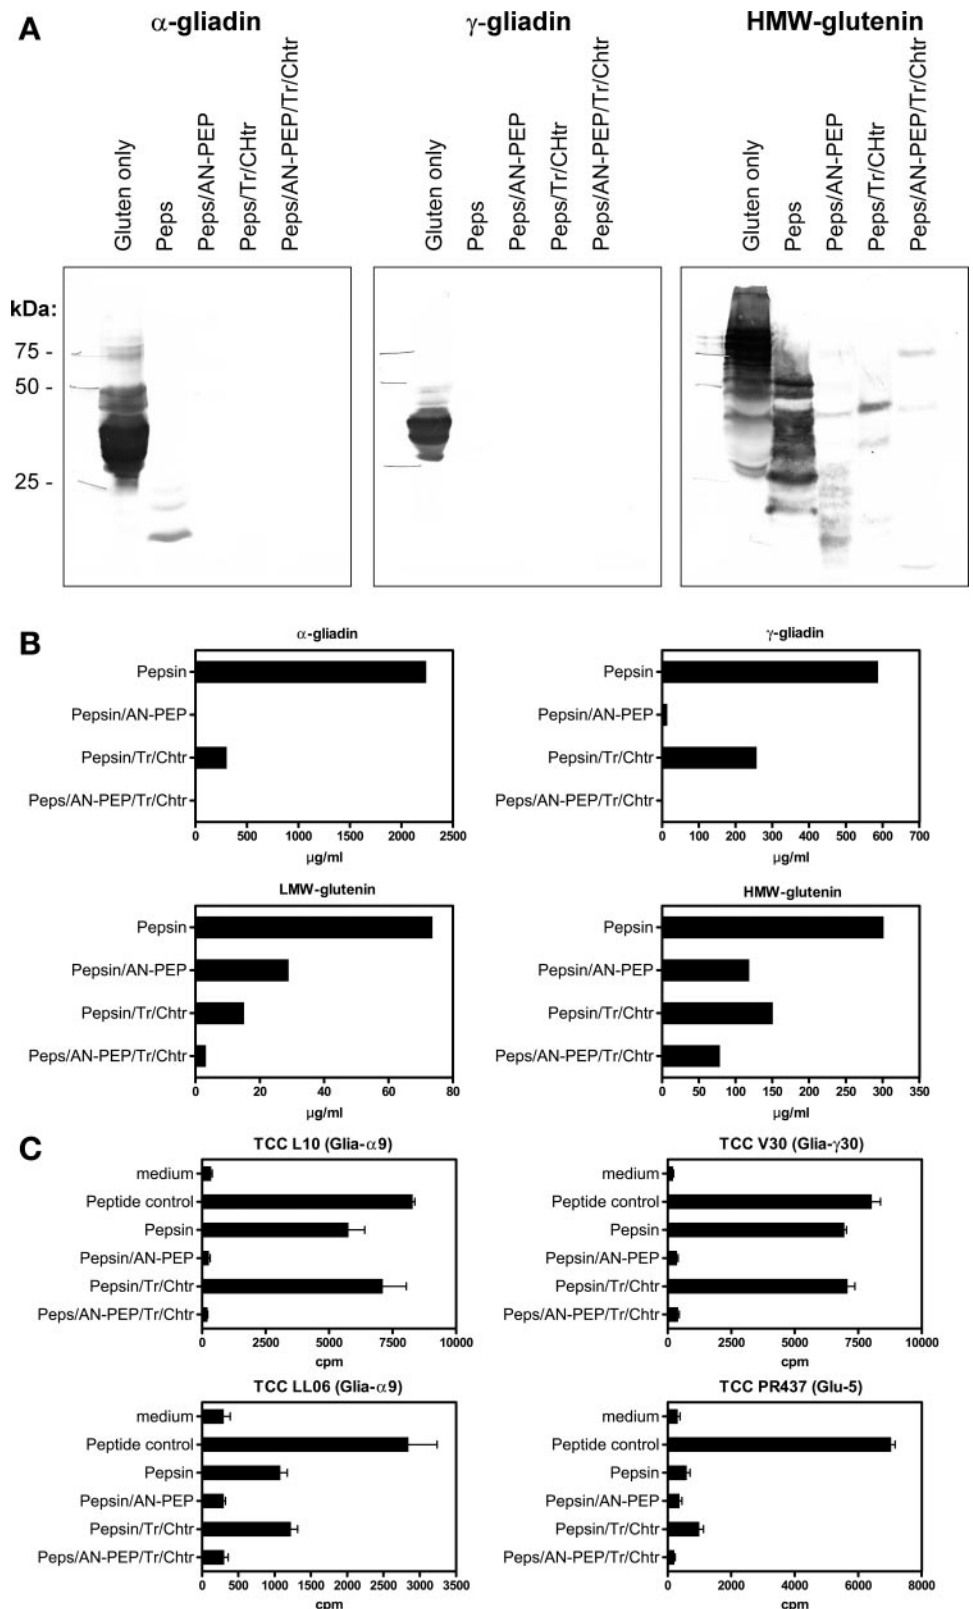 A
α-gliadin
γ-gliadin
HMW-glutenin
Gluten only
Peps
Peps/AN-PEP
Peps/Tr/CHtr
Peps/AN-PEP/Tr/Chtr
Gluten only
Peps
Peps/AN-PEP
Peps/Tr/CHtr
Peps/AN-PEP/Tr/Chtr
Gluten only
Peps
Peps/AN-PEP
Peps/Tr/CHtr
Peps/AN-PEP/Tr/Chtr
kDa:
75 -
50 -
25 -
B
α-gliadin
Pepsin
Pepsin/AN-PEP
Pepsin/Tr/Chtr
Peps/AN-PEP/Tr/Chtr
0 500 1000 1500 2000 2500
μg/ml
γ-gliadin
Pepsin
Pepsin/AN-PEP
Pepsin/Tr/Chtr
Peps/AN-PEP/Tr/Chtr
0 100 200 300 400 500 600 700
μg/ml
LMW-glutenin
Pepsin
Pepsin/AN-PEP
Pepsin/Tr/Chtr
Peps/AN-PEP/Tr/Chtr
0 20 40 60 80
μg/ml
HMW-glutenin
Pepsin
Pepsin/AN-PEP
Pepsin/Tr/Chtr
Peps/AN-PEP/Tr/Chtr
0 50 100 150 200 250 300 350
μg/ml
C
TCC L10 (Glia-α9)
medium
Peptide control
Pepsin
Pepsin/AN-PEP
Pepsin/Tr/Chtr
Peps/AN-PEP/Tr/Chtr
0 2500 5000 7500 10000
cpm
TCC V30 (Glia-γ30)
medium
Peptide control
Pepsin
Pepsin/AN-PEP
Pepsin/Tr/Chtr
Peps/AN-PEP/Tr/Chtr
0 2500 5000 7500 10000
cpm
TCC LL06 (Glia-α9)
medium
Peptide control
Pepsin
Pepsin/AN-PEP
Pepsin/Tr/Chtr
Peps/AN-PEP/Tr/Chtr
0 500 1000 1500 2000 2500 3000 3500
cpm
TCC PR437 (Glu-5)
medium
Peptide control
Pepsin
Pepsin/AN-PEP
Pepsin/Tr/Chtr
Peps/AN-PEP/Tr/Chtr
0 2000 4000 6000 8000
cpm